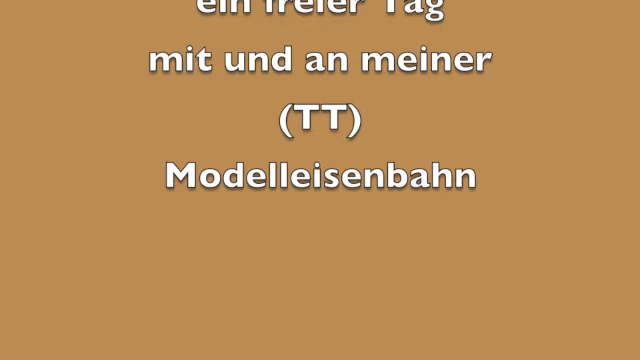 ein freier Tag
mit und an meiner
(TT)
Modelleisenbahn